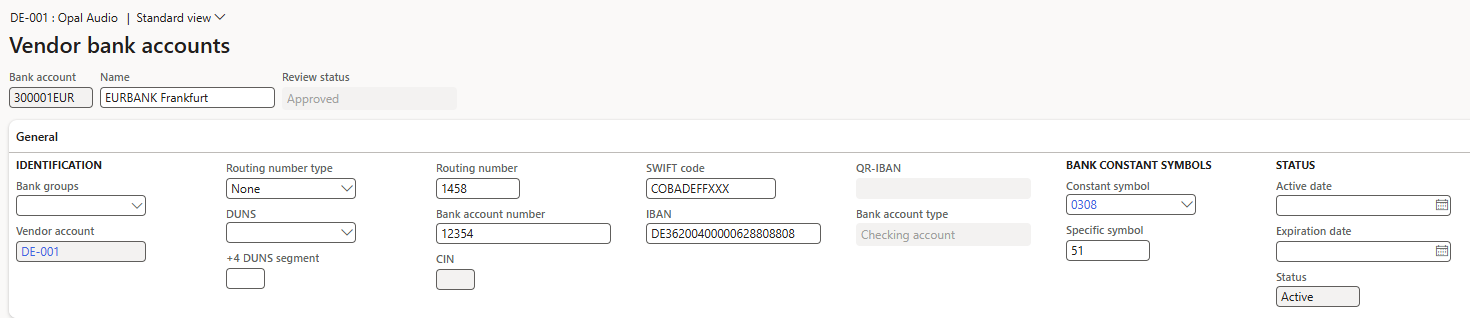 DE-001 : Opal Audio | Standard view
Vendor bank accounts
Bank account Name Review status
300001EUR EURBANK Frankfurt Approved
General
IDENTIFICATION
Bank groups
Vendor account
DE-001
Routing number type
None
DUNS
+4 DUNS segment
Routing number
1458
Bank account number
12354
CIN
SWIFT code
COBADEFFXXX
IBAN
DE36200400000628808808
QR-IBAN
Bank account type
Checking account
BANK CONSTANT SYMBOLS
Constant symbol
0308
Specific symbol
51
STATUS
Active date
Expiration date
Status
Active